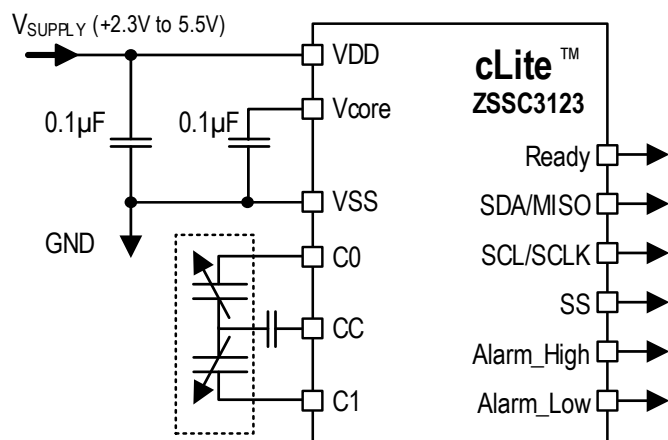 VSUPPLY (+2.3V to 5.5V)
VDD
cLite ™
ZSSC3123
Vcore
0.1µF
0.1µF
Ready
VSS
SDA/MISO
GND
C0
SCL/SCLK
SS
CC
Alarm_High
C1
Alarm_Low